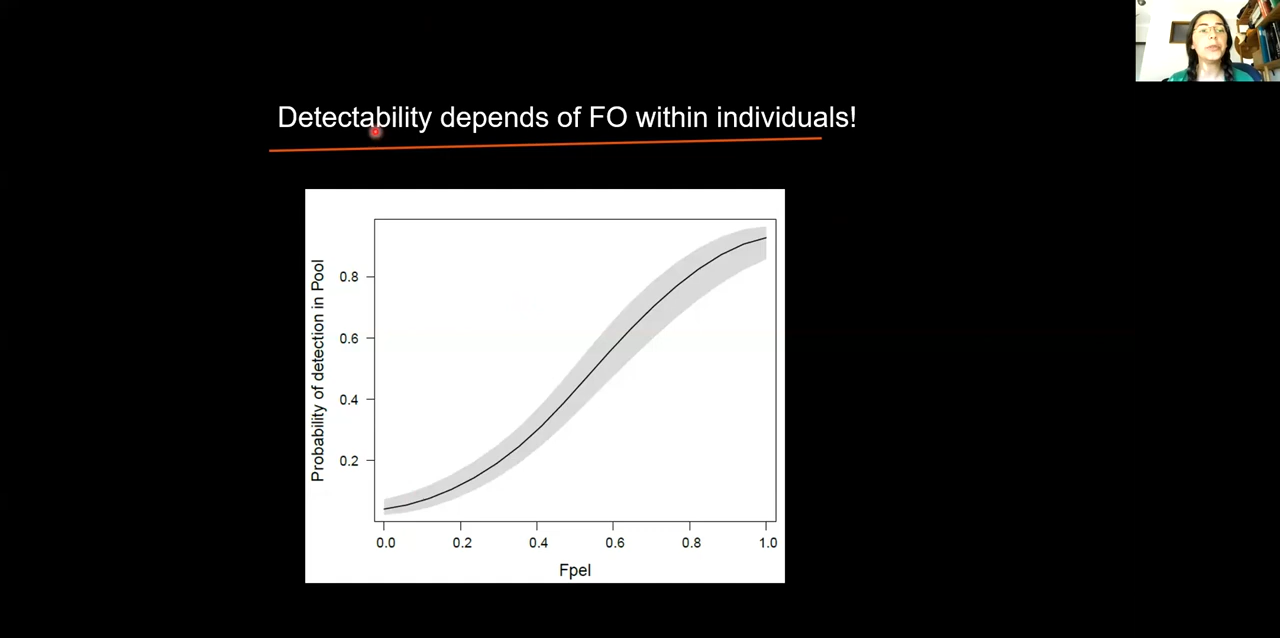 Detectability depends of FO within individuals!
Probability of detection in Pool
0.8
0.6
0.4
0.2
0.0 0.2 0.4 0.6 0.8 1.0
Fpel